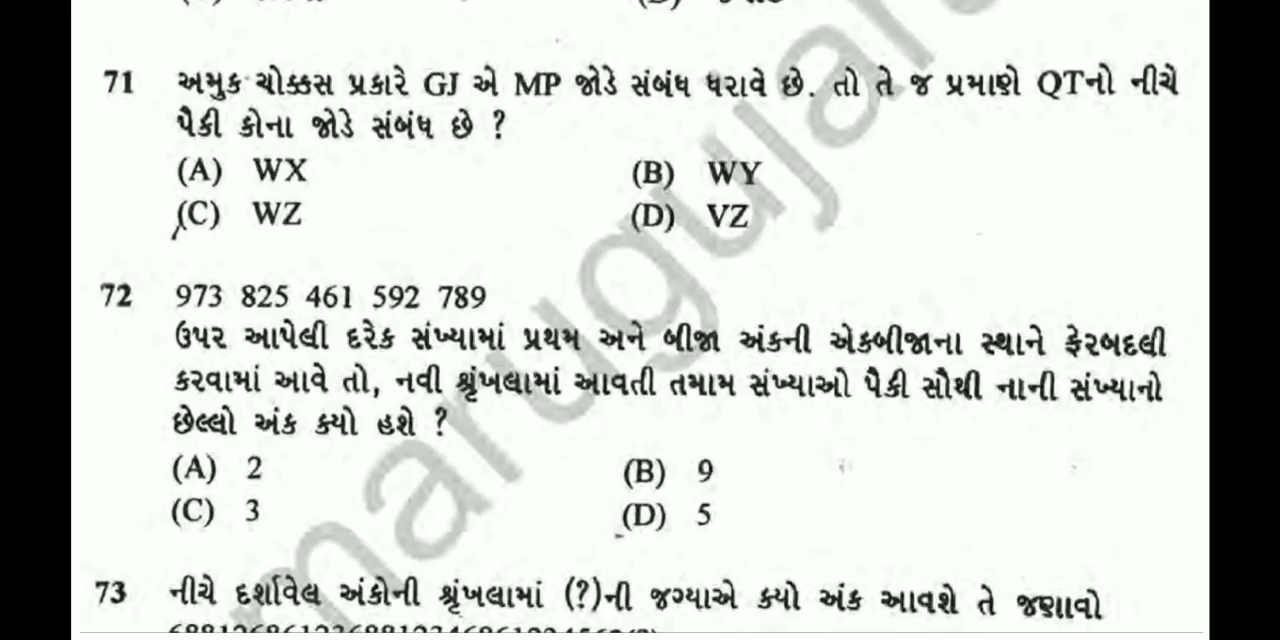 71 અમુક ચોક્કસ પ્રકારે GJ એ MP જોડે સંબંધ ધરાવે છે. તો તે જ પ્રમાણે QTનો નીચે
પૈકી કોના જોડે સંબંધ છે ?
(A) WX (B) WY
(C) WZ (D) VZ
72 973 825 461 592 789
ઉપર આપેલી દરેક સંખ્યામાં પ્રથમ અને બીજા અંકની એકબીજાના સ્થાને ફેરબદલી
કરવામાં આવે તો, નવી શ્રૃંખલામાં આવતી તમામ સંખ્યાઓ પૈકી સૌથી નાની સંખ્યાનો
છેલ્લો અંક ક્યો હશે ?
(A) 2 (B) 9
(C) 3 (D) 5
73 નીચે દર્શાવેલ અંકોની શ્રૃંખલામાં (?)ની જગ્યાએ ક્યો અંક આવશે તે જણાવો
marugujar